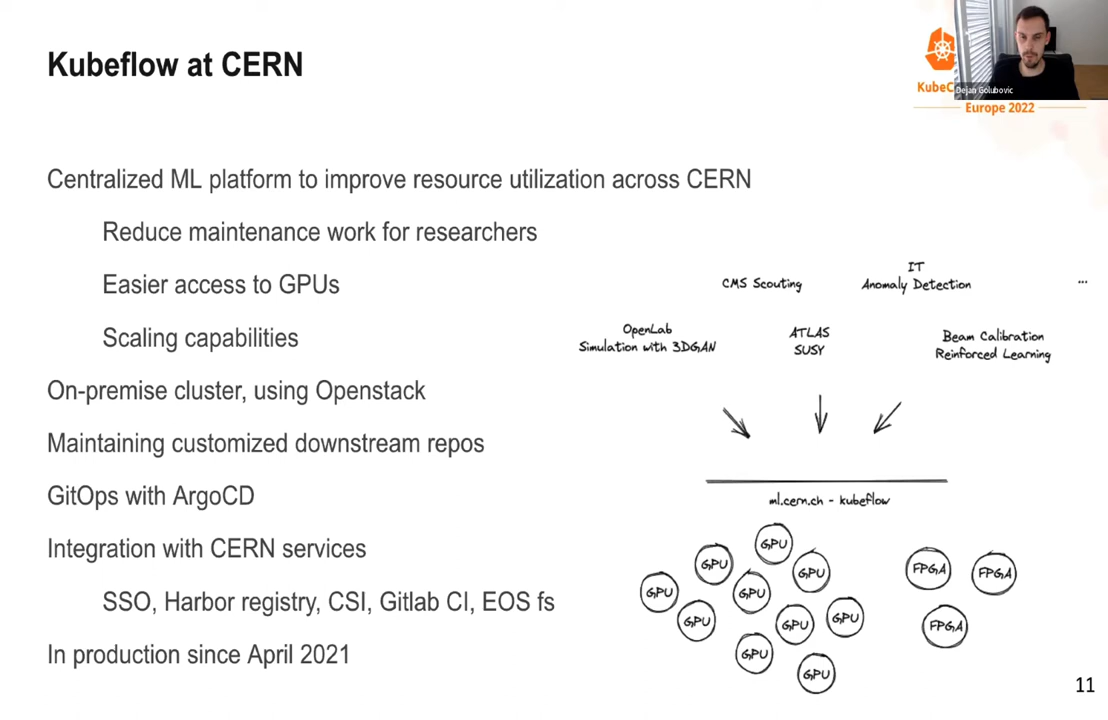 Kubeflow at CERN
KubeC
Dejan Golubovic
Europe 2022
Centralized ML platform to improve resource utilization across CERN
Reduce maintenance work for researchers
Easier access to GPUs
Scaling capabilities
On-premise cluster, using Openstack
Maintaining customized downstream repos
GitOps with ArgoCD
Integration with CERN services
SSO, Harbor registry, CSI, Gitlab CI, EOS fs
In production since April 2021
CMS Scouting
IT
Anomaly Detection
...
OpenLab
Simulation with 3DGAN
ATLAS
SUSY
Beam Calibration
Reinforced Learning
ml.cern.ch - kubeflow
GPU
GPU
GPU
GPU
GPU
GPU
GPU
GPU
GPU
GPU
FPGA
FPGA
FPGA
11